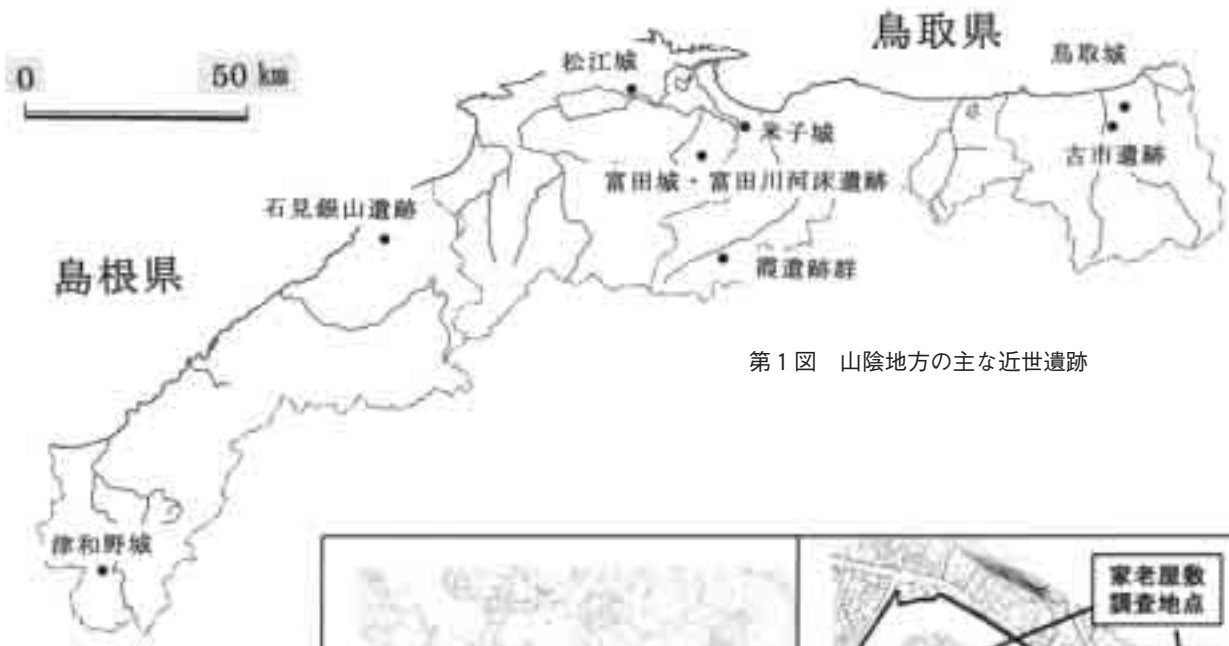 鳥取県
0 50 km
松江城
鳥取城
米子城
古市遺跡
富田城・富田川河床遺跡
石見銀山遺跡
霞遺跡群
島根県
第1図 山陰地方の主な近世遺跡
津和野城
家老屋敷
調査地点